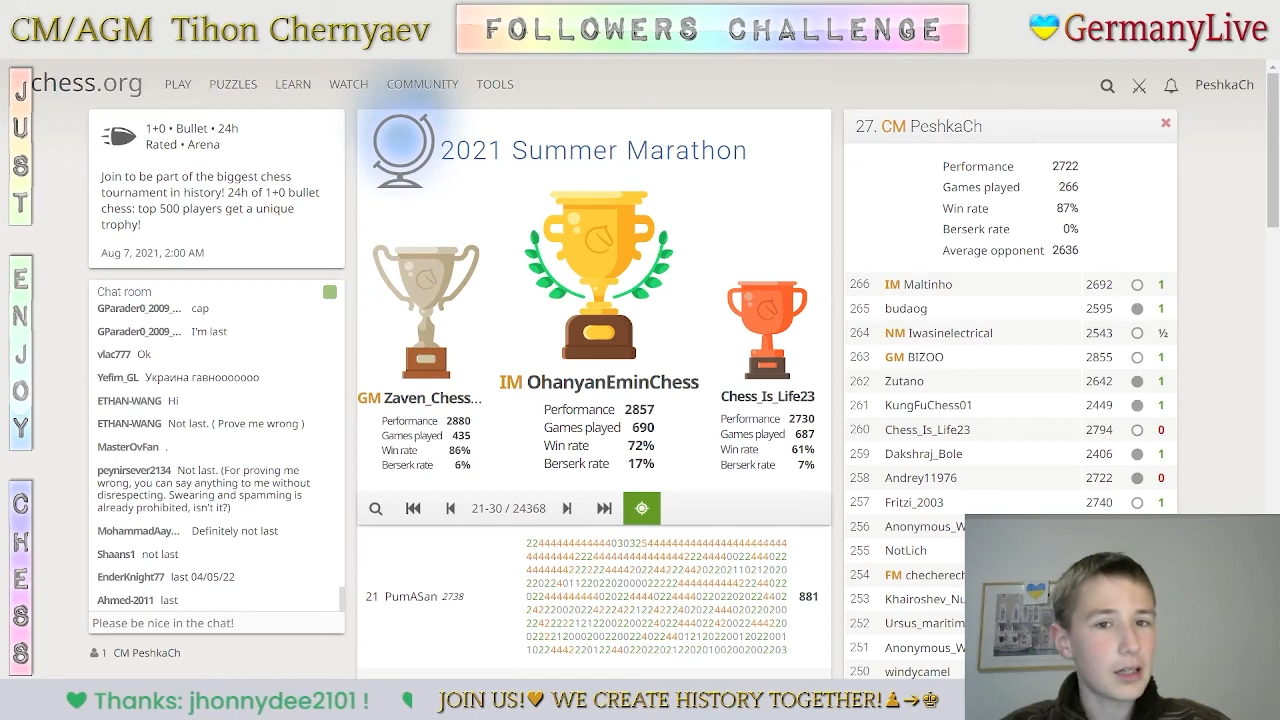 CM/AGM Tihon Chernyaev
FOLLOWERS CHALLENGE
GermanyLive
JUST
ENJOY
CHESS
chess.org
PLAY PUZZLES LEARN WATCH COMMUNITY TOOLS
PeshkaCh
1+0 • Bullet • 24h
Rated • Arena
Join to be part of the biggest chess
tournament in history! 24h of 1+0 bullet
chess: top 500 players get a unique
trophy!
Aug 7, 2021, 2:00 AM
Chat room
GParader0_2009_... cap
GParader0_2009_... I'm last
vlac777 Ok
Yefim_GL Украина гавнооооооо
ETHAN-WANG Hi
ETHAN-WANG Not last. ( Prove me wrong )
MasterOvFan .
peynirsever2134 Not last. (For proving me
wrong, you can say anything to me without
disrespecting. Swearing and spamming is
already prohibited, isn't it?)
MohammadAay... Definitely not last
Shaans1 not last
EnderKnight77 last 04/05/22
Ahmed-2011 last
Please be nice in the chat!
1 CM PeshkaCh
2021 Summer Marathon
GM Zaven_Chess...
Performance 2880
Games played 435
Win rate 86%
Berserk rate 6%
IM OhanyanEminChess
Performance 2857
Games played 690
Win rate 72%
Berserk rate 17%
Chess_Is_Life23
Performance 2730
Games played 687
Win rate 61%
Berserk rate 7%
21-30 / 24368
21 PumASan 2738
881
27. CM PeshkaCh
Performance 2722
Games played 266
Win rate 87%
Berserk rate 0%
Average opponent 2636
266 IM Maltinho 2692 1
265 budaog 2595 1
264 NM Iwasinelectrical 2543 ½
263 GM BIZOO 2855 1
262 Zutano 2642 1
261 KungFuChess01 2449 1
260 Chess_Is_Life23 2794 0
259 Dakshraj_Bole 2406 1
258 Andrey11976 2722 0
257 Fritzi_2003 2740 1
256 Anonymous_W
255 NotLich
254 FM checherech
253 Khairoshev_Nu
252 Ursus_maritim
251 Anonymous_W
250 windycamel
Thanks: jhonnydee2101 !
JOIN US! WE CREATE HISTORY TOGETHER!